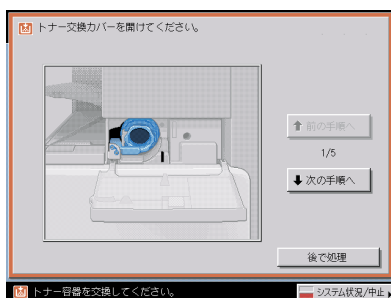 トナー交換カバーを開けてください。
前の手順へ
1/5
次の手順へ
後で処理
トナー容器を交換してください。
システム状況/中止